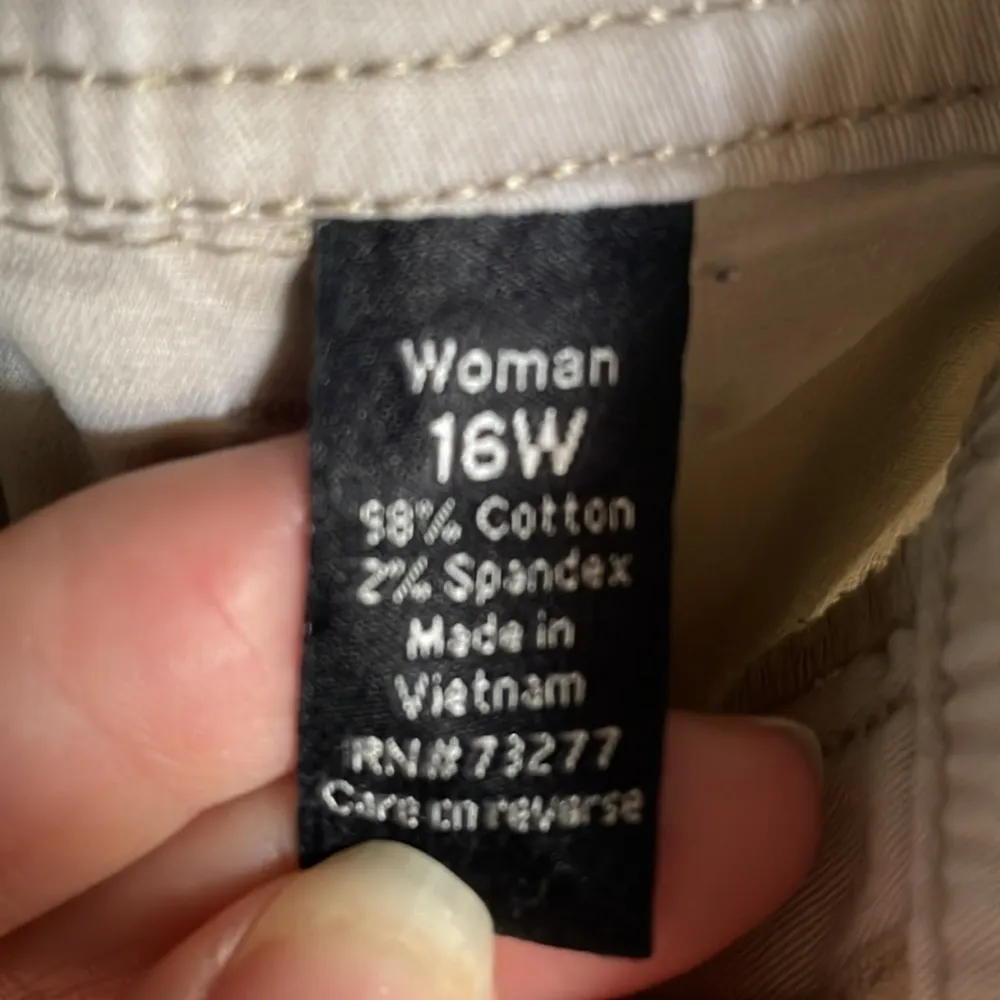 Woman
16W
98% Cotton
2% Spandex
Made in
Vietnam
RN#73277
Care on reverse